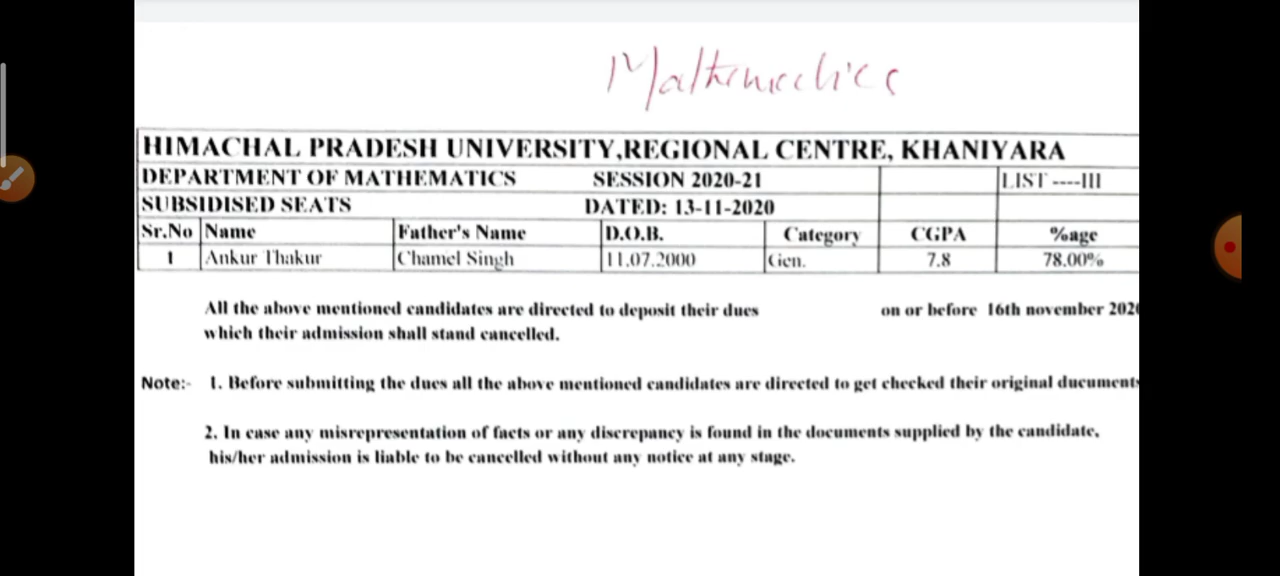 Mathematics
HIMACHAL PRADESH UNIVERSITY,REGIONAL CENTRE, KHANIYARA
DEPARTMENT OF MATHEMATICS SESSION 2020-21 LIST ----III
SUBSIDISED SEATS DATED: 13-11-2020
Sr.No Name Father's Name D.O.B. Category CGPA %age
1 Ankur Thakur Chamel Singh 11.07.2000 Gen. 7.8 78.00%
All the above mentioned candidates are directed to deposit their dues on or before 16th november 202
which their admission shall stand cancelled.
Note:- 1. Before submitting the dues all the above mentioned candidates are directed to get checked their original ducuments
2. In case any misrepresentation of facts or any discrepancy is found in the documents supplied by the candidate,
his/her admission is liable to be cancelled without any notice at any stage.